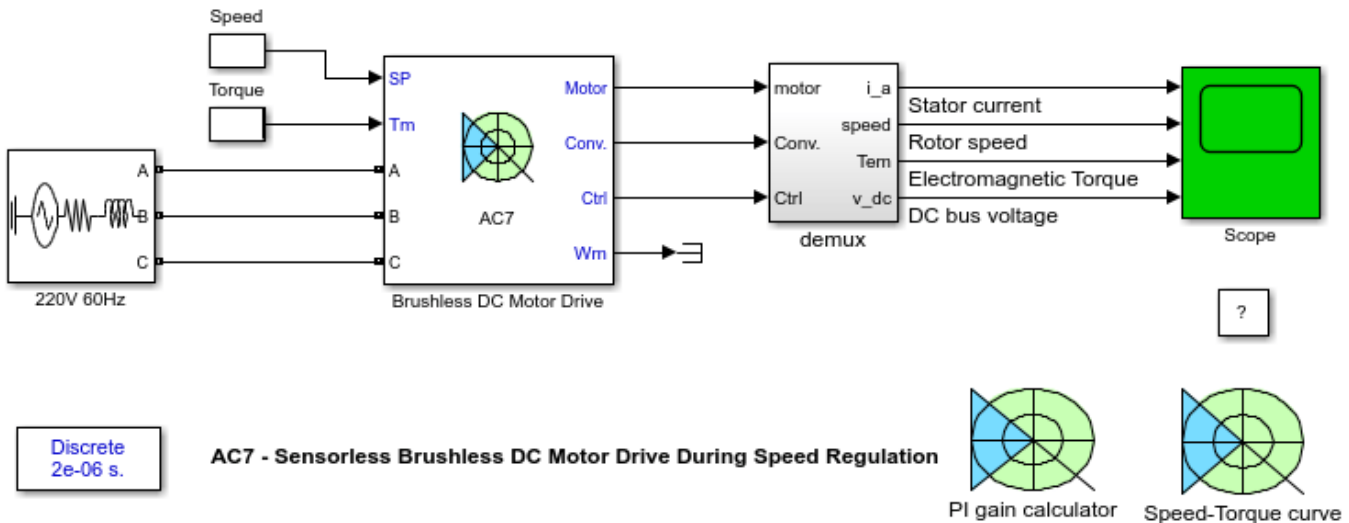 Speed
Torque
A
B
C
220V 60Hz
SP
Tm
A
B
C
AC7
Motor
Conv.
Ctrl
Wm
Brushless DC Motor Drive
motor
Conv.
Ctrl
i_a
speed
Tem
v_dc
demux
Stator current
Rotor speed
Electromagnetic Torque
DC bus voltage
Scope
?
Discrete
2e-06 s.
AC7 - Sensorless Brushless DC Motor Drive During Speed Regulation
PI gain calculator
Speed-Torque curve